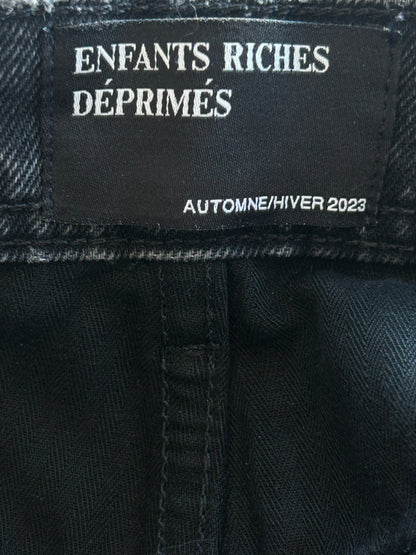 ENFANTS RICHES
DÉPRIMÉS
AUTOMNE/HIVER 2023